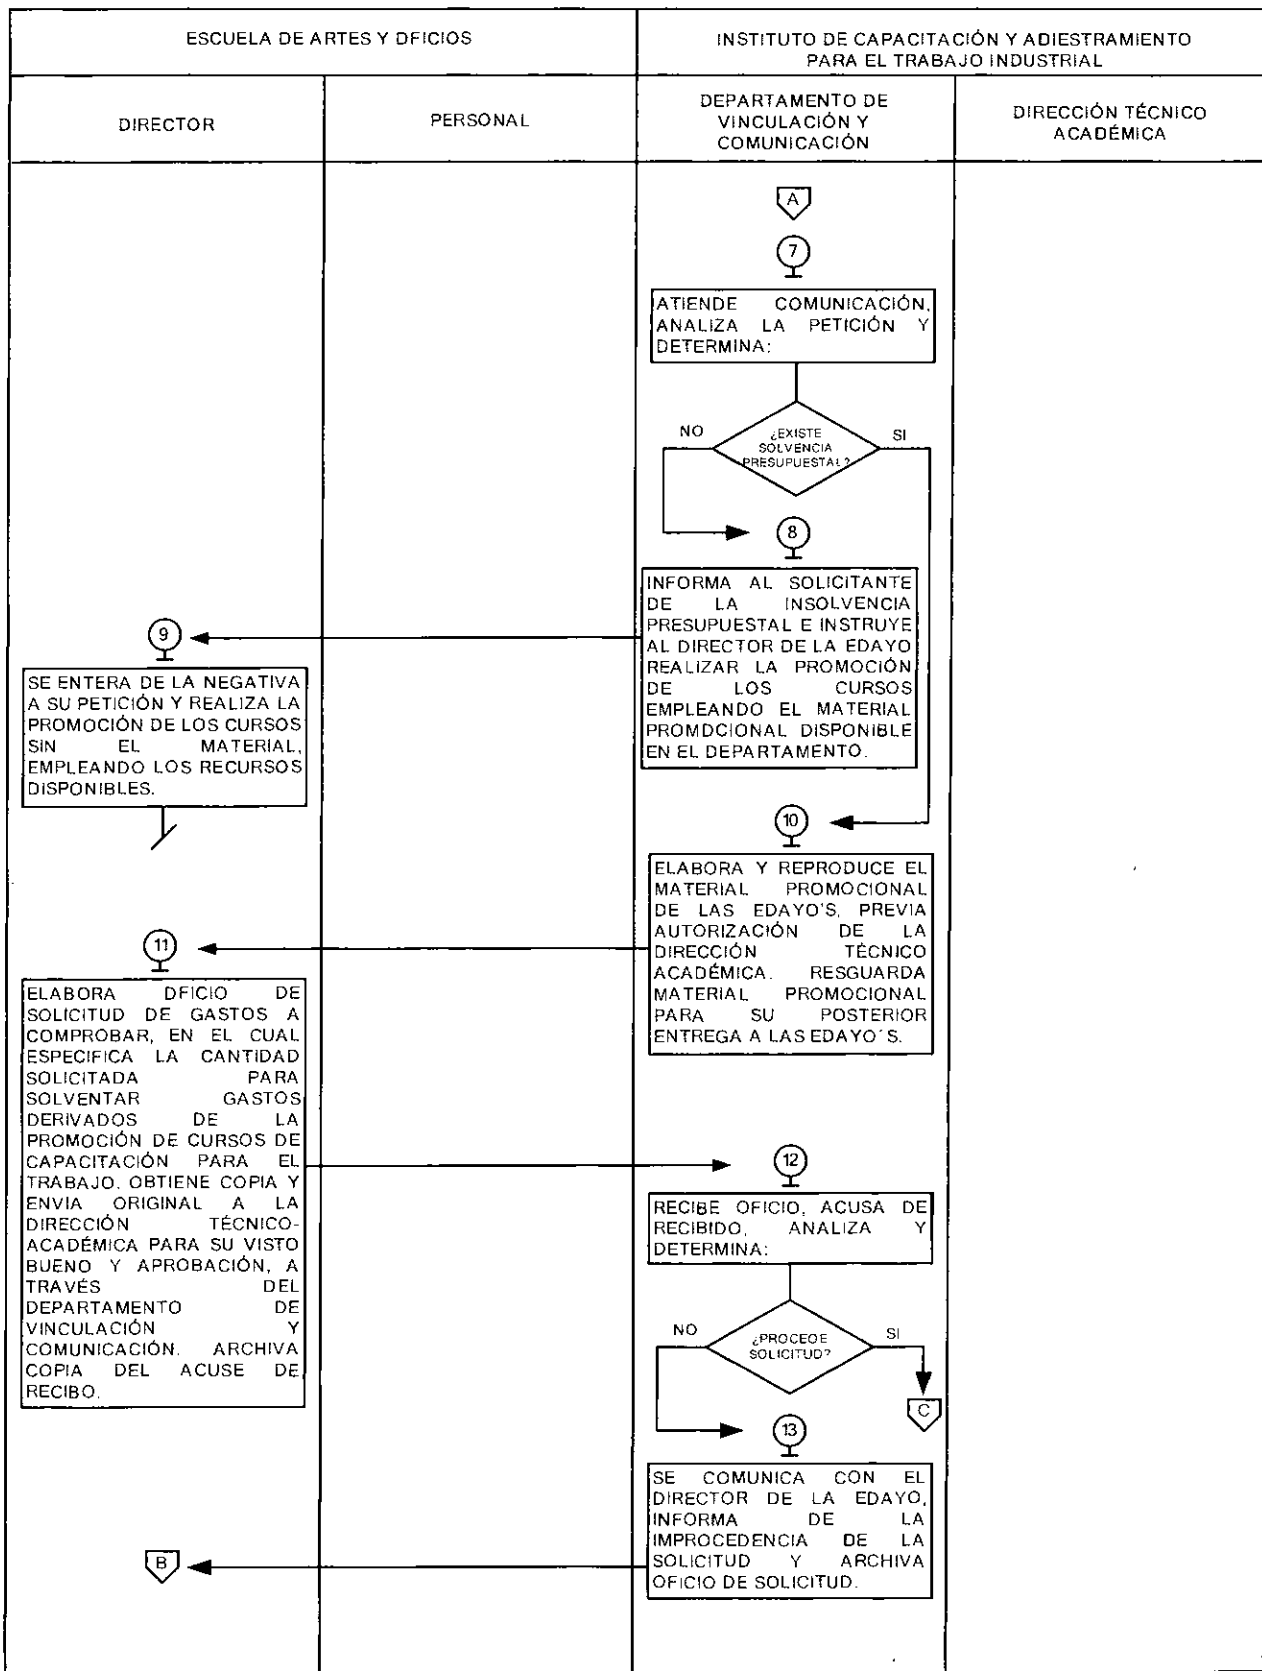 ESCUELA DE ARTES Y DFICIOS
INSTITUTO DE CAPACITACIÓN Y ADIESTRAMIENTO
PARA EL TRABAJO INDUSTRIAL
DIRECTOR
PERSONAL
DEPARTAMENTO DE
VINCULACIÓN Y
COMUNICACIÓN
DIRECCIÓN TÉCNICO
ACADÉMICA
A
7
ATIENDE COMUNICACIÓN,
ANALIZA LA PETICIÓN Y
DETERMINA:
NO
¿EXISTE
SOLVENCIA
PRESUPUESTAL?
SI
8
INFORMA AL SOLICITANTE
DE LA INSOLVENCIA
PRESUPUESTAL E INSTRUYE
AL DIRECTOR DE LA EDAYO
REALIZAR LA PROMOCIÓN
DE LOS CURSOS
EMPLEANDO EL MATERIAL
PROMDCIONAL DISPONIBLE
EN EL DEPARTAMENTO.
9
SE ENTERA DE LA NEGATIVA
A SU PETICIÓN Y REALIZA LA
PROMOCIÓN DE LOS CURSOS
SIN EL MATERIAL,
EMPLEANDO LOS RECURSOS
DISPONIBLES.
10
ELABORA Y REPRODUCE EL
MATERIAL PROMOCIONAL
DE LAS EDAYO'S, PREVIA
AUTORIZACIÓN DE LA
DIRECCIÓN TÉCNICO
ACADÉMICA. RESGUARDA
MATERIAL PROMOCIONAL
PARA SU POSTERIOR
ENTREGA A LAS EDAYO´S.
11
ELABORA DFICIO DE
SOLICITUD DE GASTOS A
COMPROBAR, EN EL CUAL
ESPECIFICA LA CANTIDAD
SOLICITADA PARA
SOLVENTAR GASTOS
DERIVADOS DE LA
PROMOCIÓN DE CURSOS DE
CAPACITACIÓN PARA EL
TRABAJO. OBTIENE COPIA Y
ENVIA ORIGINAL A LA
DIRECCIÓN TÉCNICO-
ACADÉMICA PARA SU VISTO
BUENO Y APROBACIÓN, A
TRAVÉS DEL
DEPARTAMENTO DE
VINCULACIÓN Y
COMUNICACIÓN. ARCHIVA
COPIA DEL ACUSE DE
RECIBO.
12
RECIBE OFICIO, ACUSA DE
RECIBIDO, ANALIZA Y
DETERMINA:
NO
¿PROCEOE
SOLICITUD?
SI
C
13
SE COMUNICA CON EL
DIRECTOR DE LA EDAYO,
INFORMA DE LA
IMPROCEDENCIA DE LA
SOLICITUD Y ARCHIVA
OFICIO DE SOLICITUD.
B